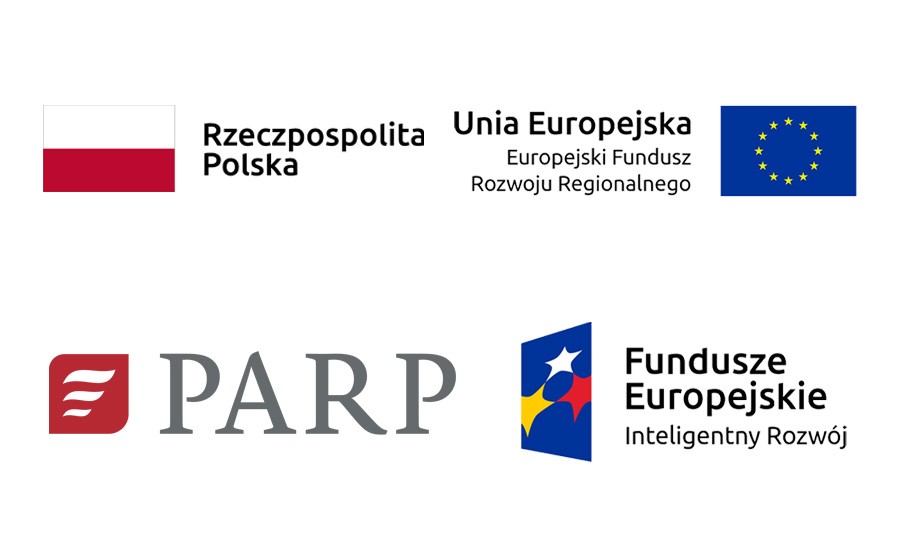 Rzeczpospolita
Polska
Unia Europejska
Europejski Fundusz
Rozwoju Regionalnego
PARP
Fundusze
Europejskie
Inteligentny Rozwój